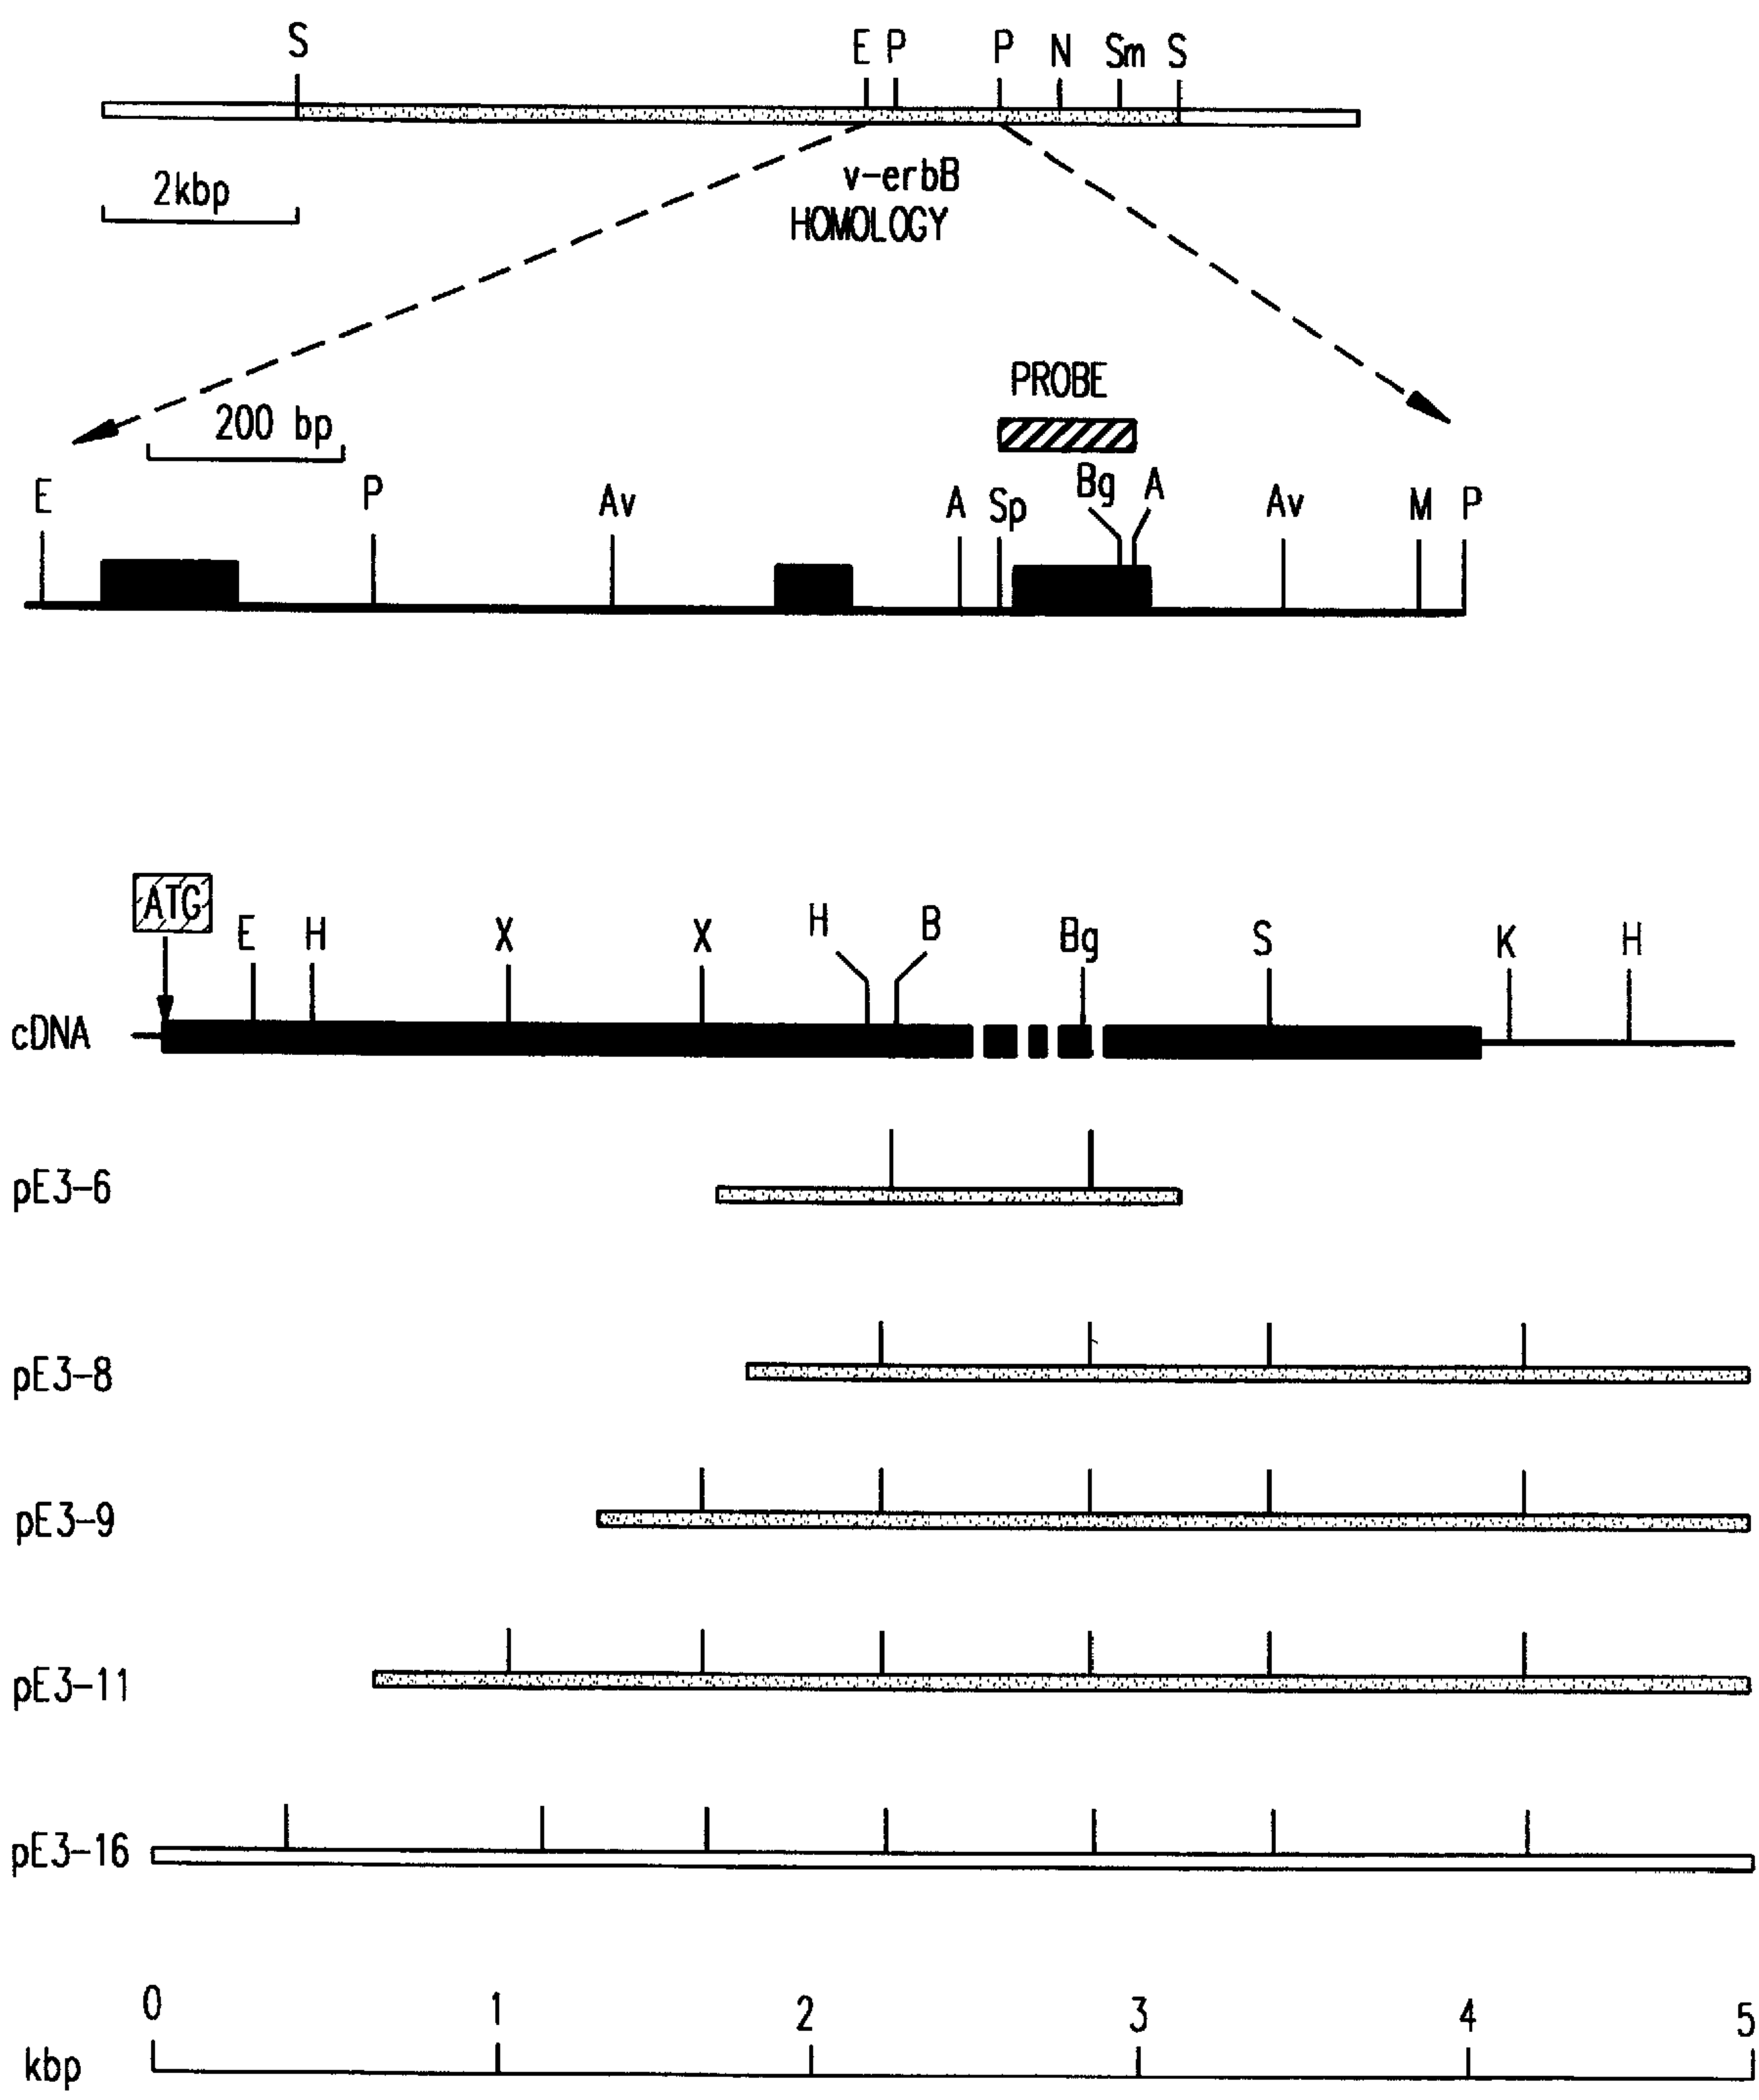 S E P P N Sm S
v-erbB
2kbp
HOMOLOGY
PROBE
200 bp
E P Av A Sp Bg A Av M P
ATG
E H X X H B Bg S K H
cDNA
pE3-6
pE3-8
pE3-9
pE3-11
pE3-16
0 1 2 3 4 5
kbp